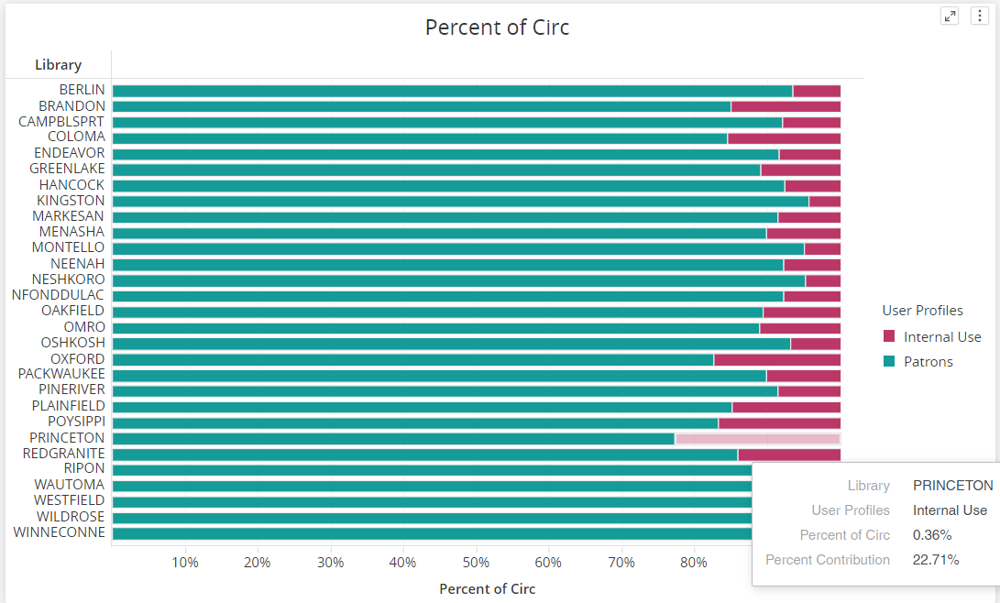 Percent of Circ
Library
BERLIN
BRANDON
CAMPBLSPRT
COLOMA
ENDEAVOR
GREENLAKE
HANCOCK
KINGSTON
MARKESAN
MENASHA
MONTELLO
NEENAH
NESHKORO
NFONDDULAC
OAKFIELD
OMRO
OSHKOSH
OXFORD
PACKWAUKEE
PINERIVER
PLAINFIELD
POYSIPPI
PRINCETON
REDGRANITE
RIPON
WAUTOMA
WESTFIELD
WILDROSE
WINNECONNE
10% 20% 30% 40% 50% 60% 70% 80%
Percent of Circ
User Profiles
Internal Use
Patrons
Library PRINCETON
User Profiles Internal Use
Percent of Circ 0.36%
Percent Contribution 22.71%